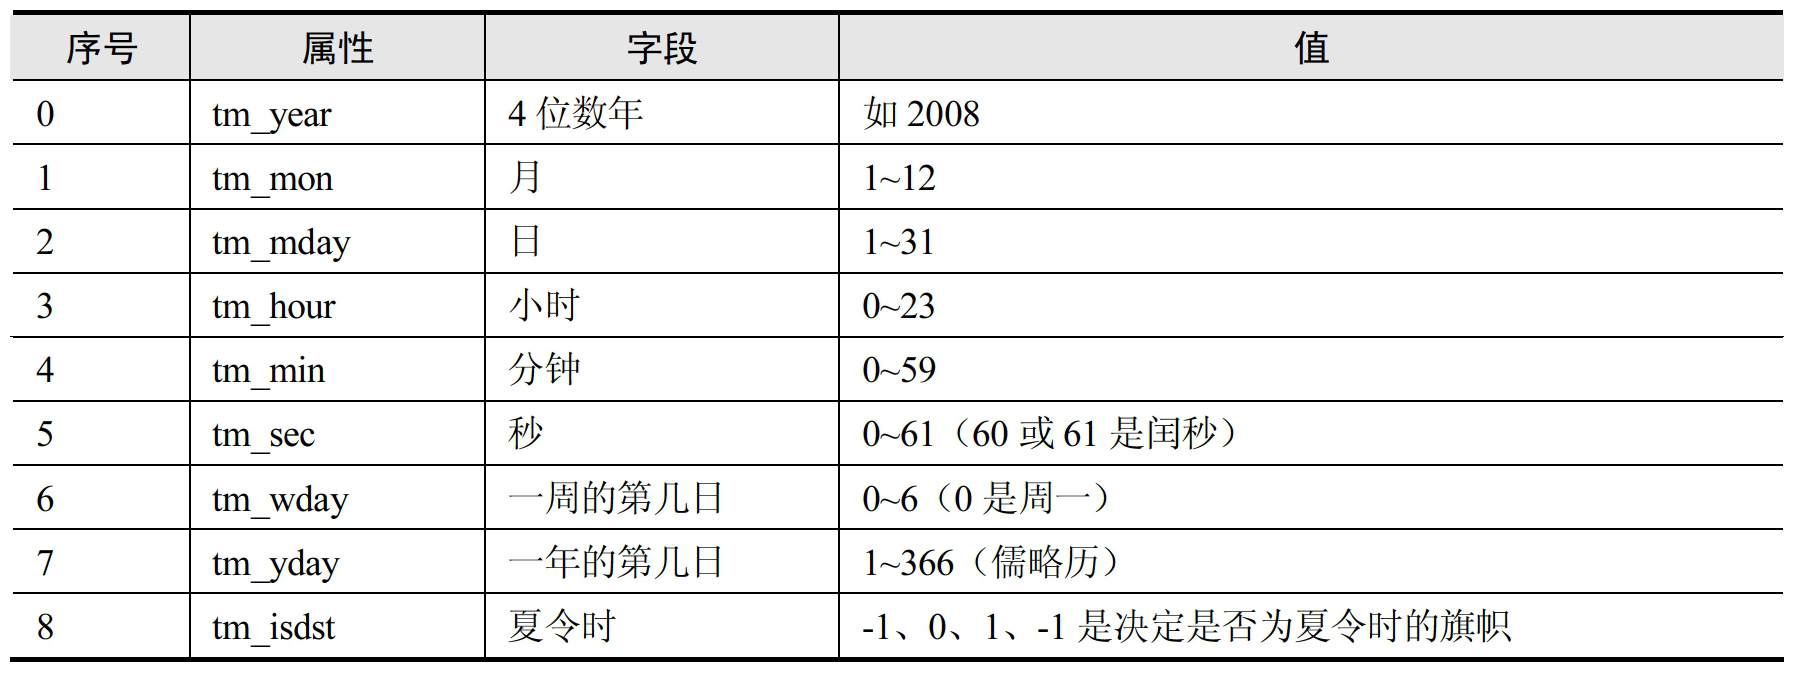 序号 属性 字段 值
0 tm_year 4 位数年 如 2008
1 tm_mon 月 1~12
2 tm_mday 日 1~31
3 tm_hour 小时 0~23
4 tm_min 分钟 0~59
5 tm_sec 秒 0~61（60 或 61 是闰秒）
6 tm_wday 一周的第几日 0~6（0 是周一）
7 tm_yday 一年的第几日 1~366（儒略历）
8 tm_isdst 夏令时 -1、0、1、-1 是决定是否为夏令时的旗帜